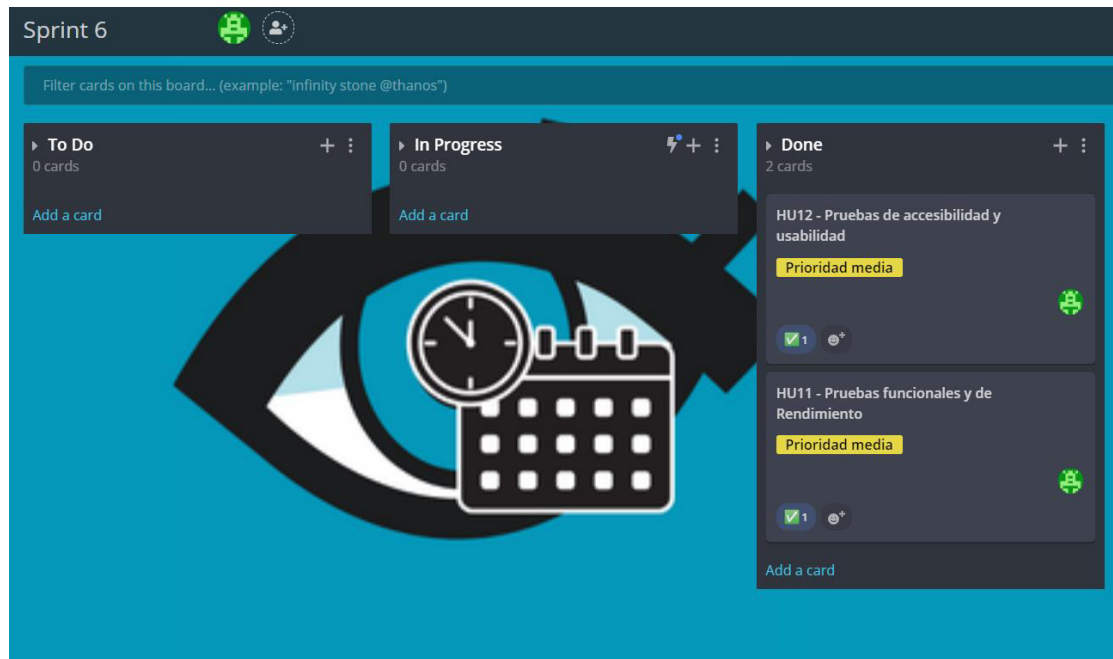 Sprint 6
Filter cards on this board... (example: "infinity stone @thanos")
To Do
0 cards
Add a card
In Progress
0 cards
Add a card
Done
2 cards
HU12 - Pruebas de accesibilidad y
usabilidad
Prioridad media
1
HU11 - Pruebas funcionales y de
Rendimiento
Prioridad media
1
Add a card